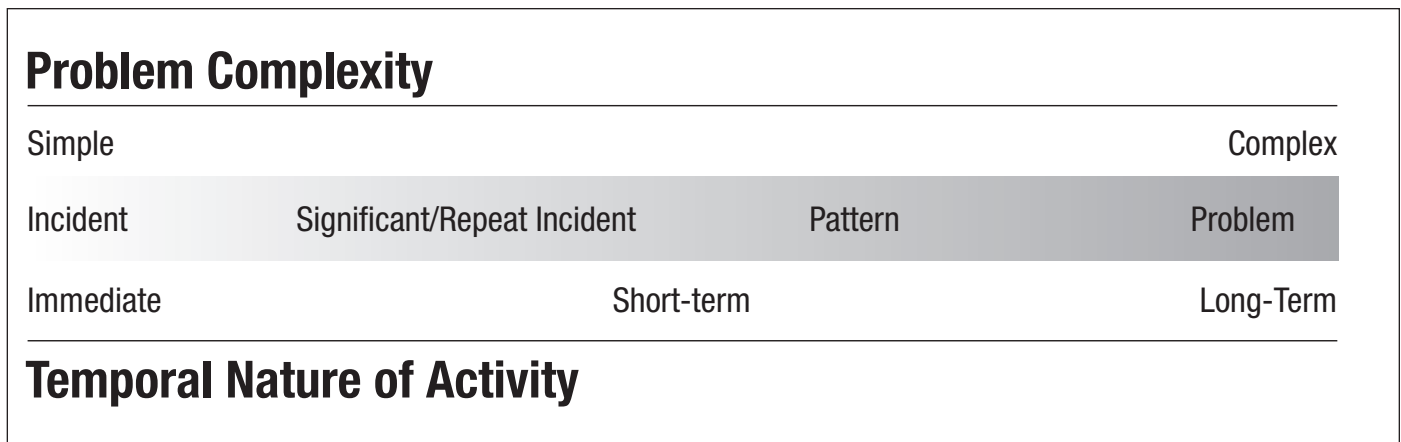 Problem Complexity
Simple Complex
Incident Significant/Repeat Incident Pattern Problem
Immediate Short-term Long-Term
Temporal Nature of Activity